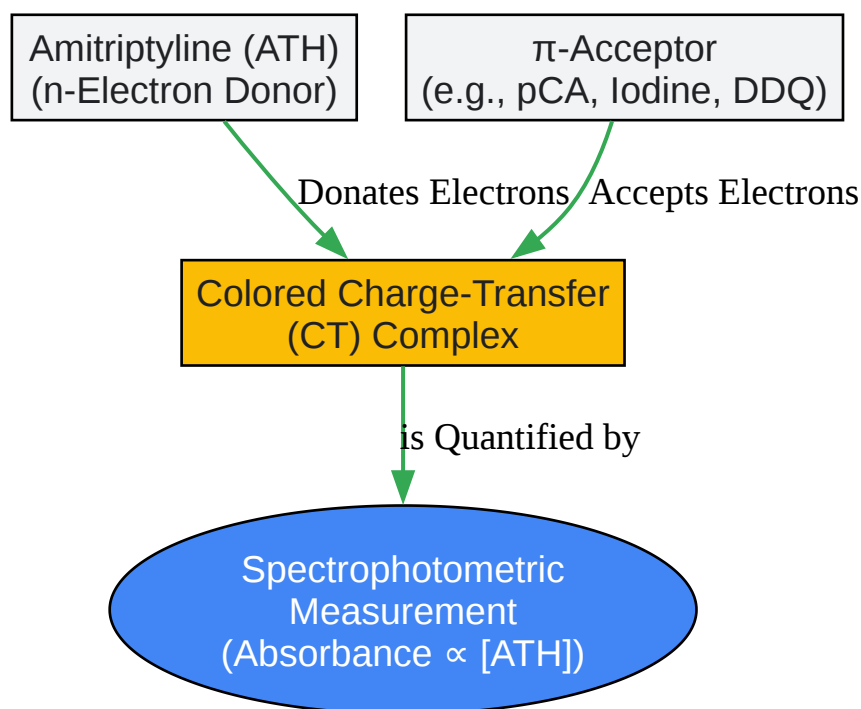 Amitriptyline (ATH)
(n-Electron Donor)
π-Acceptor
(e.g., pCA, Iodine, DDQ)
Donates Electrons
Accepts Electrons
Colored Charge-Transfer
(CT) Complex
is Quantified by
Spectrophotometric
Measurement
(Absorbance ∝ [ATH])